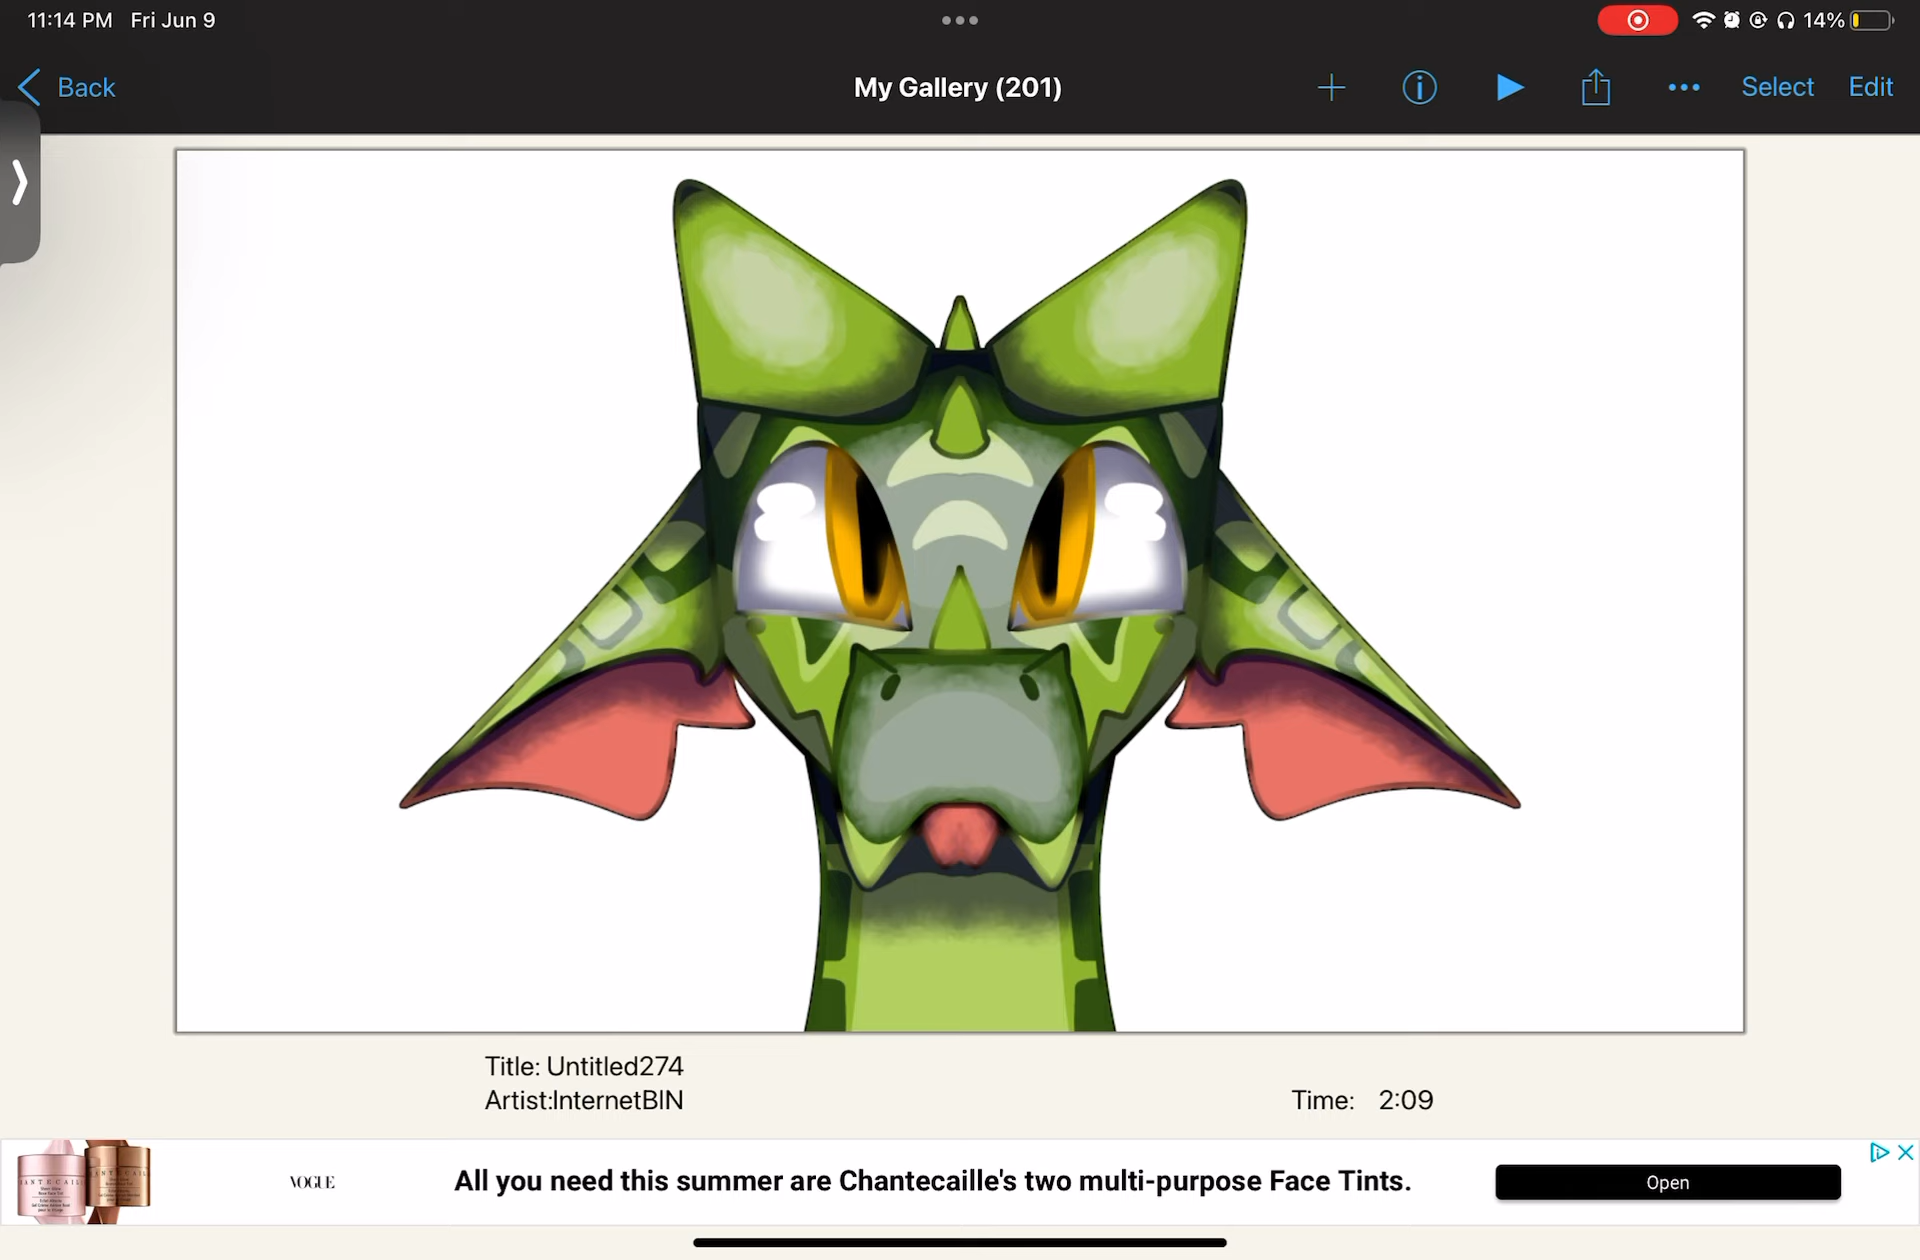 11:14 PM Fri Jun 9
14%
Back
My Gallery (201)
Select
Edit
Title: Untitled274
Artist:InternetBIN
Time: 2:09
VOGUE
All you need this summer are Chantecaille's two multi-purpose Face Tints.
Open